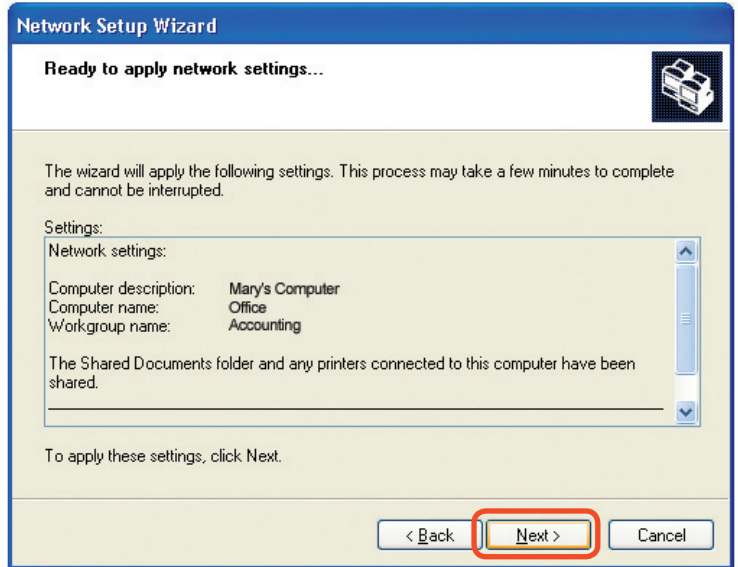 Network Setup Wizard
Ready to apply network settings...
The wizard will apply the following settings. This process may take a few minutes to complete
and cannot be interrupted.
Settings:
Network settings:
Computer description: Mary's Computer
Computer name: Office
Workgroup name: Accounting
The Shared Documents folder and any printers connected to this computer have been
shared.
To apply these settings, click Next.
< Back Next > Cancel